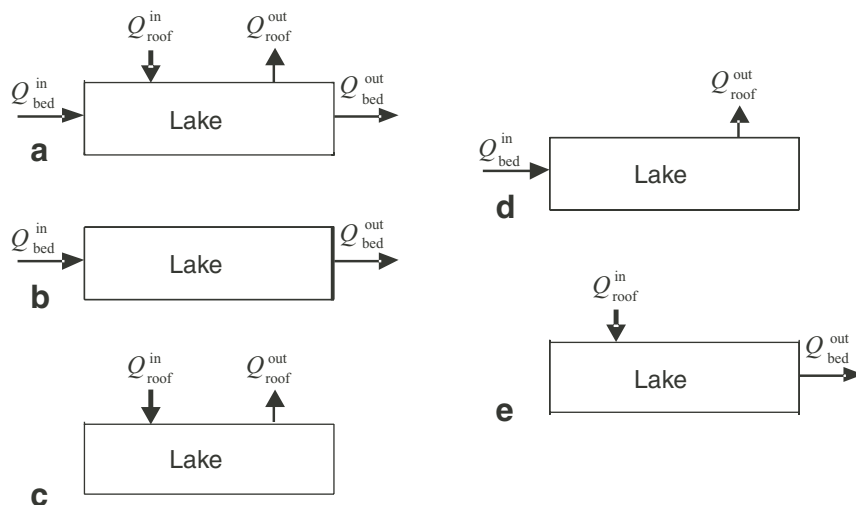 Q in roof Q out roof
Q in bed Lake Q out bed
a
Q in bed Lake Q out bed
b
Q in roof Q out roof
Lake
c
Q out roof
Q in bed Lake
d
Q in roof
Lake Q out bed
e